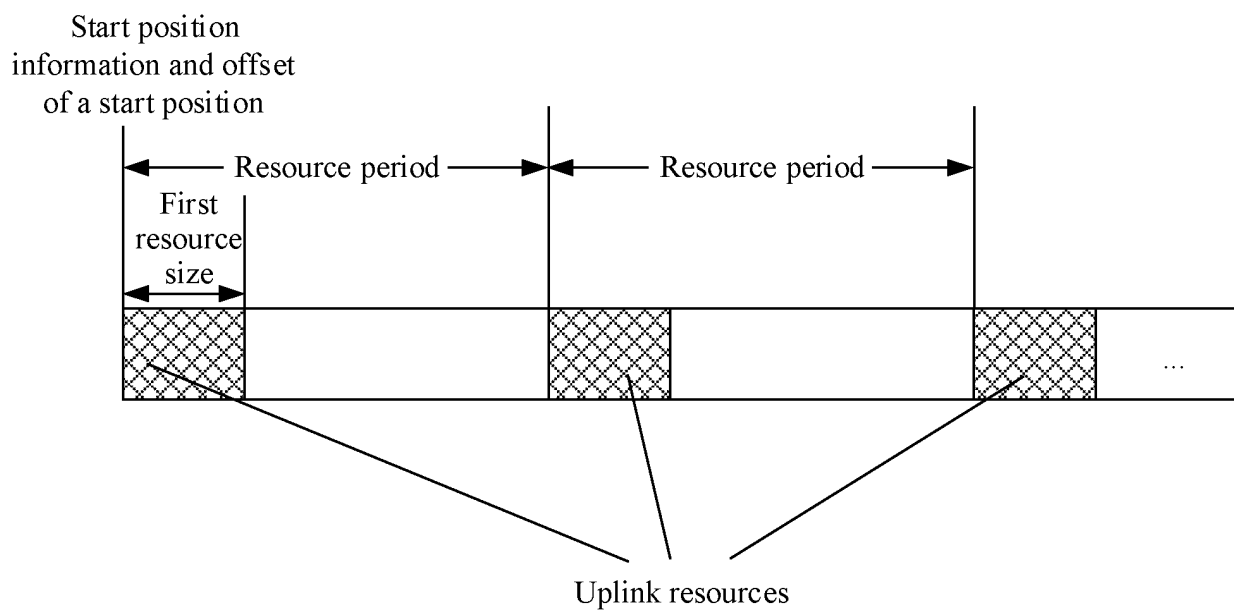 Start position
information and offset
of a start position
Resource period
Resource period
First
resource
size
...
Uplink resources